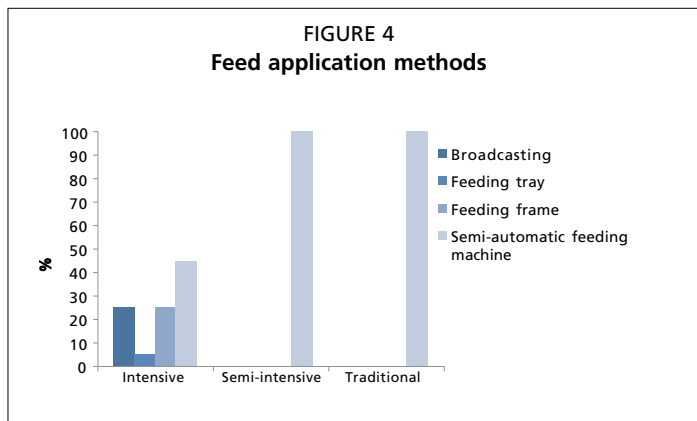 FIGURE 4
Feed application methods
100
90
80
70
60
50
40
30
20
10
0
%
Intensive
Semi-intensive
Traditional
Broadcasting
Feeding tray
Feeding frame
Semi-automatic feeding
machine